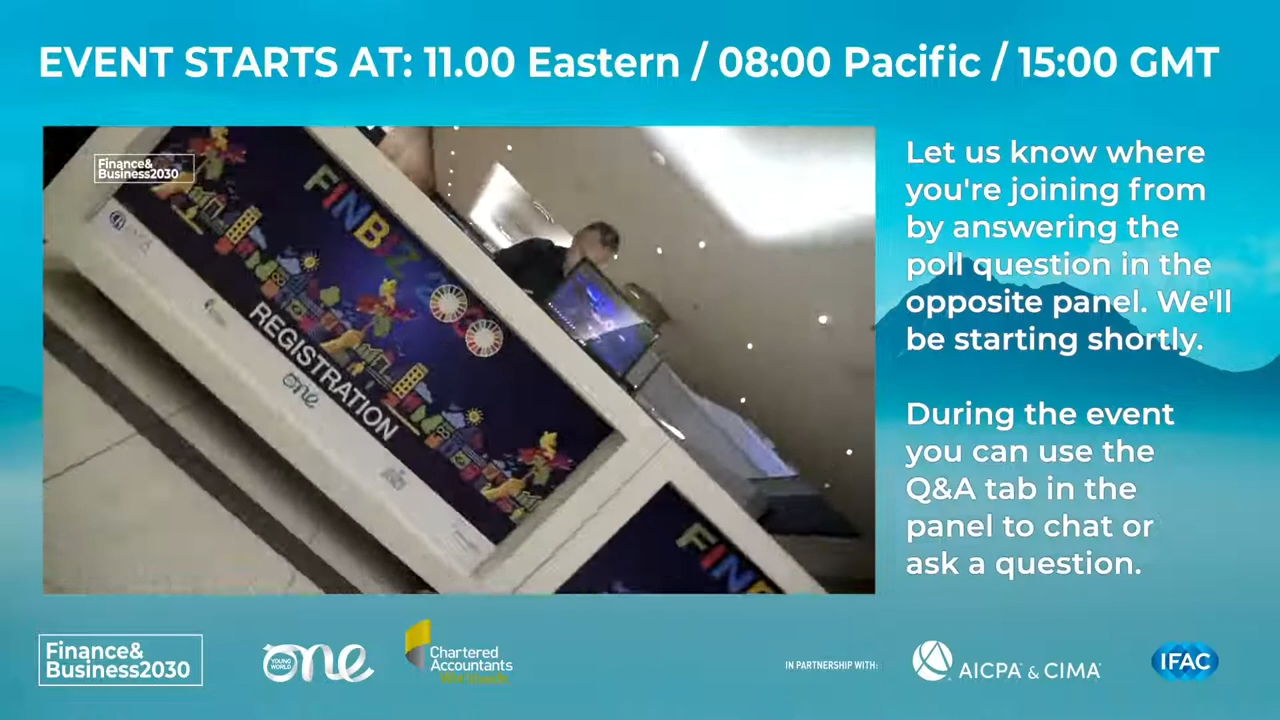 EVENT STARTS AT: 11.00 Eastern / 08:00 Pacific / 15:00 GMT
Finance&
Business2030
FINBIZ
REGISTRATION
one
FINB
Let us know where
you're joining from
by answering the
poll question in the
opposite panel. We'll
be starting shortly.
During the event
you can use the
Q&A tab in the
panel to chat or
ask a question.
Finance&
Business2030
YOUNG
WORLD
one
Chartered
Accountants
Worldwide
IN PARTNERSHIP WITH:
AICPA & CIMA
IFAC